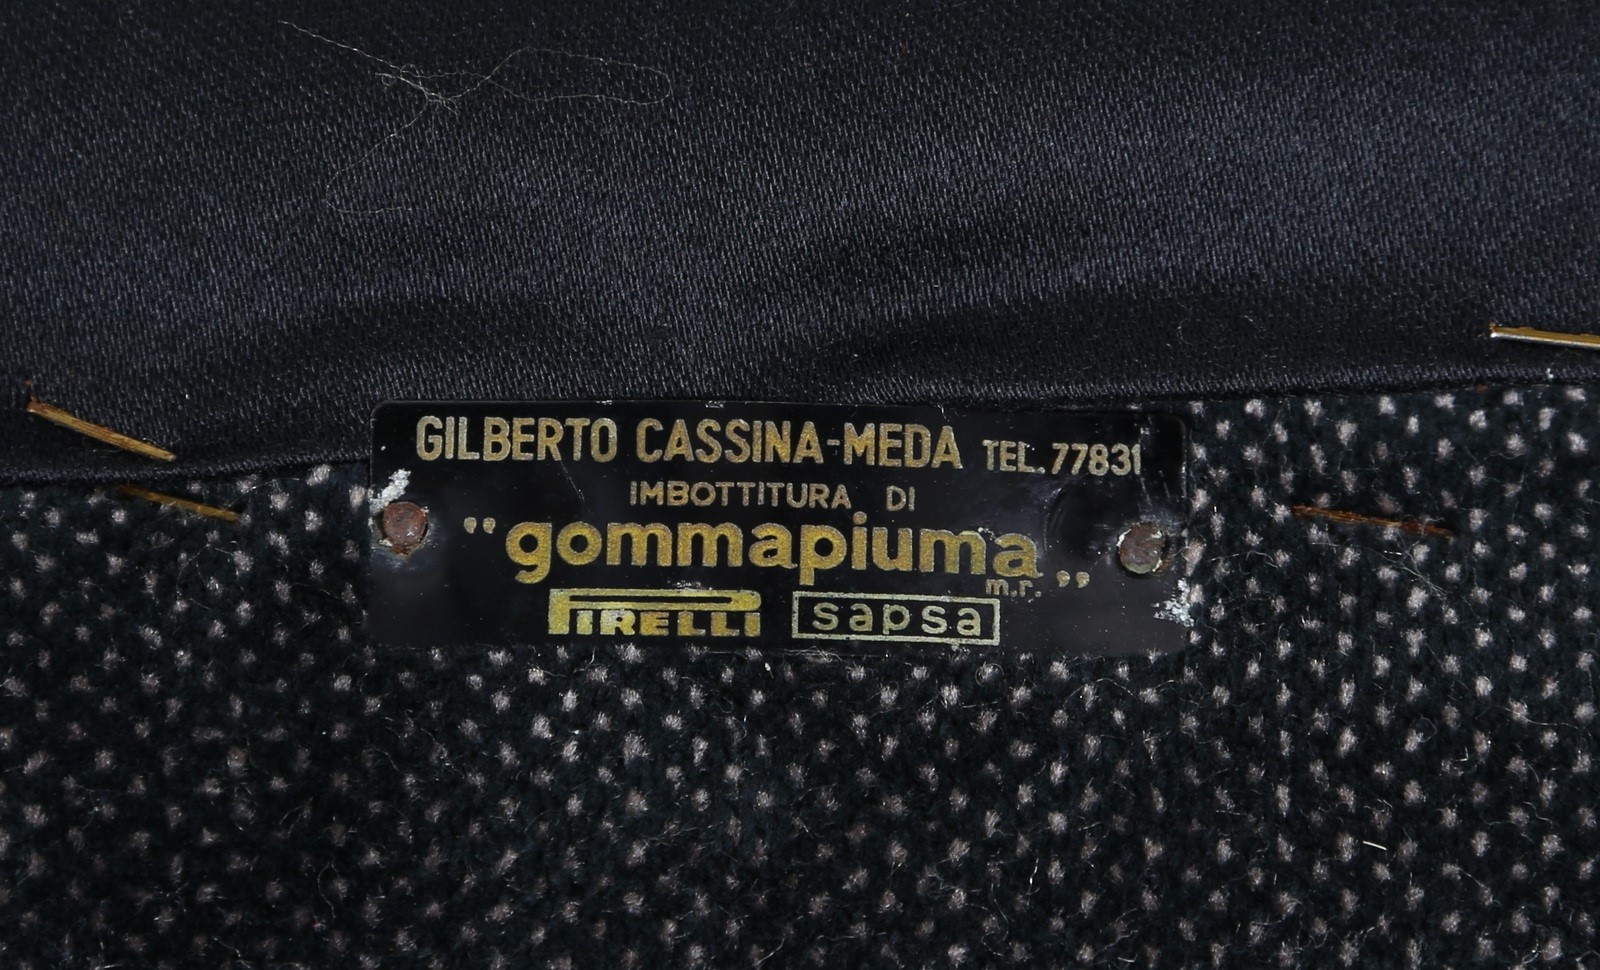 GILBERTO CASSINA-MEDA TEL. 77831
IMBOTTITURA DI
"gommapiuma"
m.r.
PIRELLI sapsa